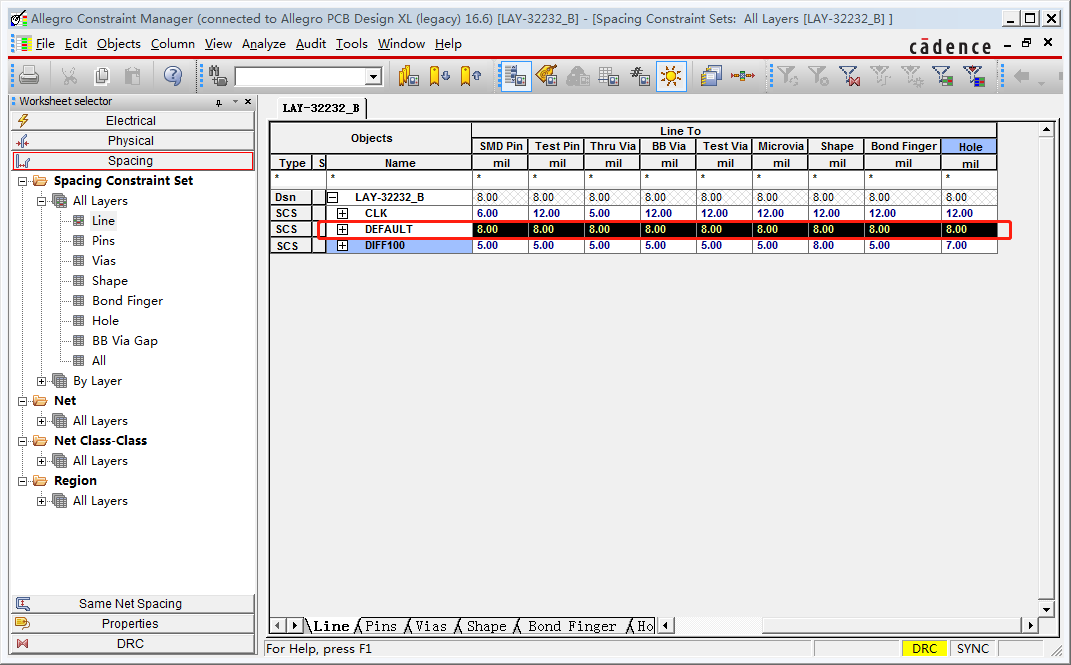 Allegro Constraint Manager (connected to Allegro PCB Design XL (legacy) 16.6) [LAY-32232_B] - [Spacing Constraint Sets:  All Layers [LAY-32232_B] ]
File Edit Objects Column View Analyze Audit Tools Window Help
cādence
Worksheet selector
Electrical
Physical
Spacing
Spacing Constraint Set
All Layers
Line
Pins
Vias
Shape
Bond Finger
Hole
BB Via Gap
All
By Layer
Net
All Layers
Net Class-Class
All Layers
Region
All Layers
Same Net Spacing
Properties
DRC
LAY-32232_B
Objects Line To
SMD Pin Test Pin Thru Via BB Via Test Via Microvia Shape Bond Finger Hole
Type S Name mil mil mil mil mil mil mil mil mil
* * * * * * * * * * *
Dsn LAY-32232_B 8.00 8.00 8.00 8.00 8.00 8.00 8.00 8.00 8.00
SCS CLK 6.00 12.00 5.00 12.00 12.00 12.00 12.00 12.00 12.00
SCS DEFAULT 8.00 8.00 8.00 8.00 8.00 8.00 8.00 8.00 8.00
SCS DIFF100 5.00 5.00 5.00 5.00 5.00 5.00 8.00 5.00 7.00
Line Pins Vias Shape Bond Finger Ho
For Help, press F1 DRC SYNC